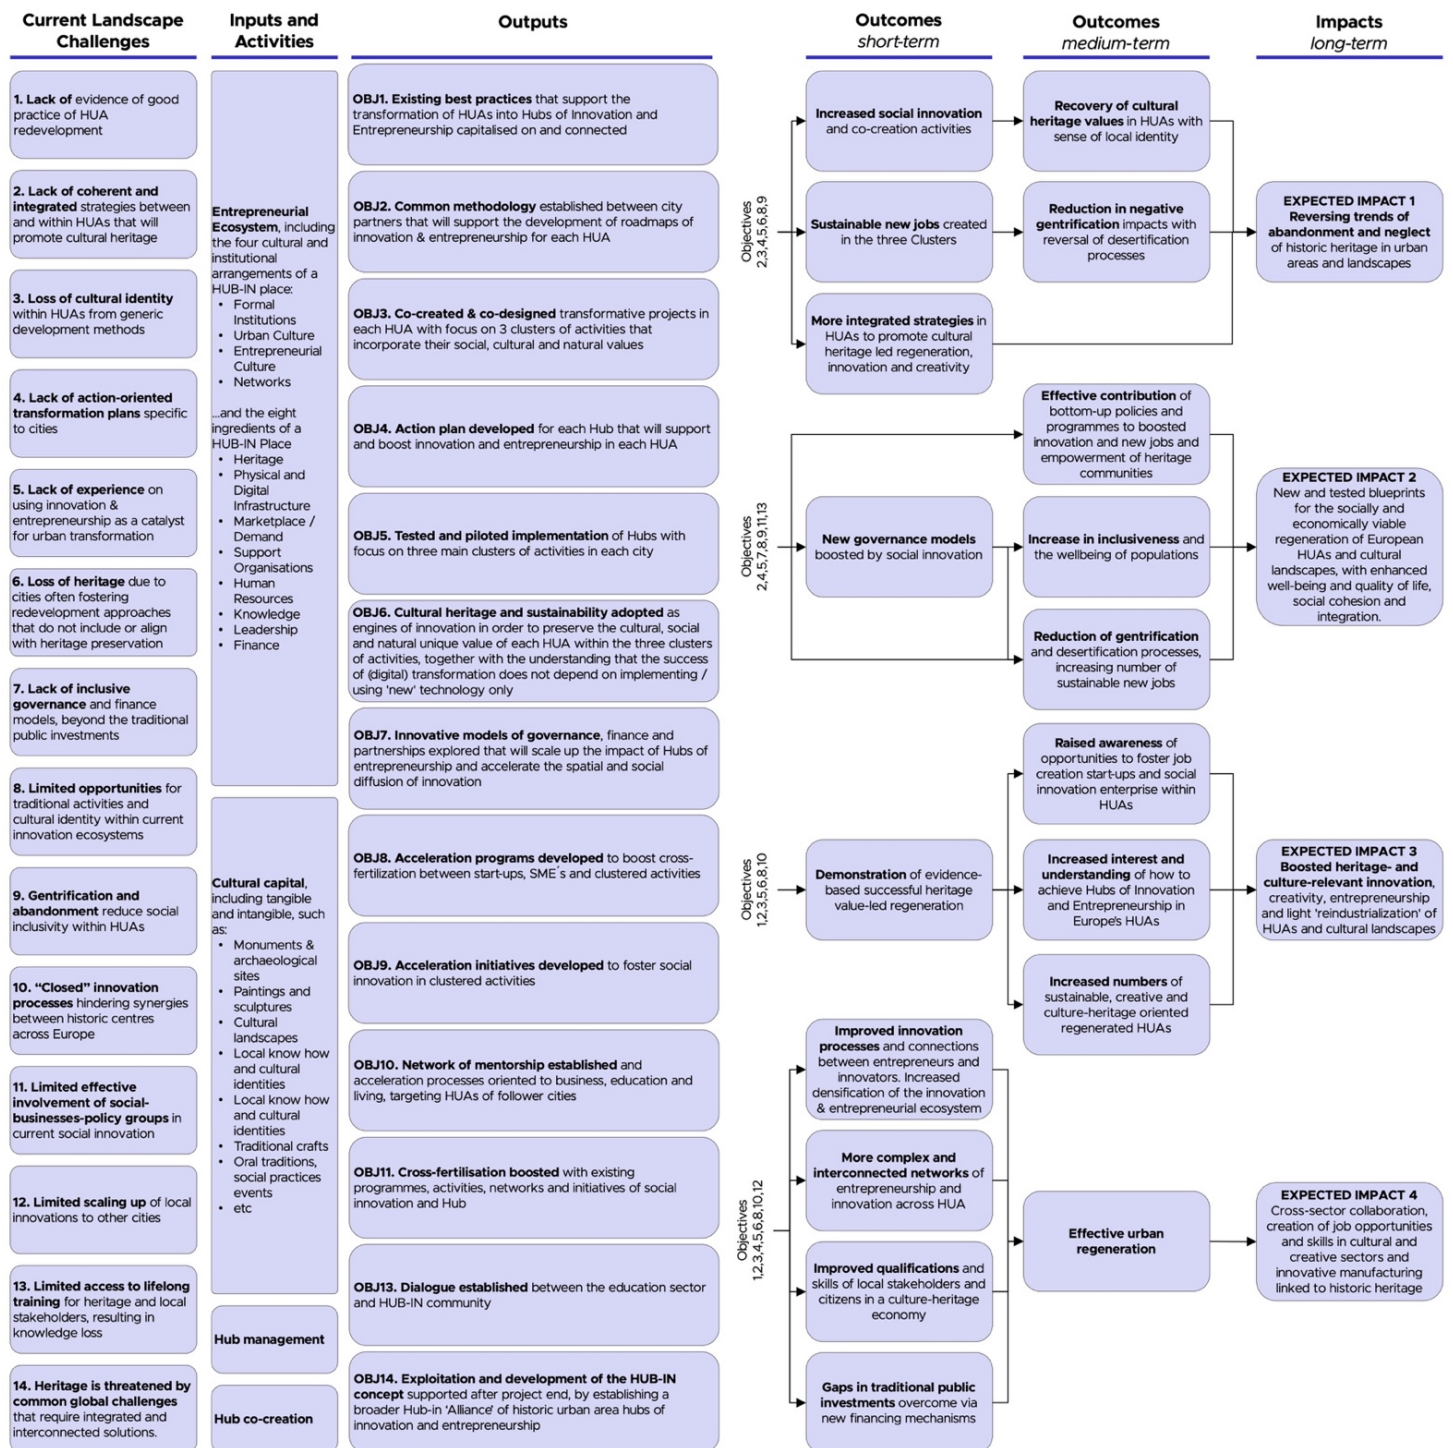 Current Landscape
Challenges
1. Lack of evidence of good
practice of HUA
redevelopment
2. Lack of coherent and
integrated strategies between
and within HUAs that will
promote cultural heritage
3. Loss of cultural identity
within HUAs from generic
development methods
4. Lack of action-oriented
transformation plans specific
to cities
5. Lack of experience on
using innovation &
entrepreneurship as a catalyst
for urban transformation
6. Loss of heritage due to
cities often fostering
redevelopment approaches
that do not include or align
with heritage preservation
7. Lack of inclusive
governance and finance
models, beyond the traditional
public investments
8. Limited opportunities for
traditional activities and
cultural identity within current
innovation ecosystems
9. Gentrification and
abandonment reduce social
inclusivity within HUAs
10. “Closed” innovation
processes hindering synergies
between historic centres
across Europe
11. Limited effective
involvement of social-
businesses-policy groups in
current social innovation
12. Limited scaling up of local
innovations to other cities
13. Limited access to lifelong
training for heritage and local
stakeholders, resulting in
knowledge loss
14. Heritage is threatened by
common global challenges
that require integrated and
interconnected solutions.
Inputs and
Activities
Entrepreneurial
Ecosystem, including
the four cultural and
institutional
arrangements of a
HUB-IN place:
• Formal
Institutions
• Urban Culture
• Entrepreneurial
Culture
• Networks
...and the eight
ingredients of a
HUB-IN Place
• Heritage
• Physical and
Digital
Infrastructure
• Marketplace /
Demand
• Support
Organisations
• Human
Resources
• Knowledge
• Leadership
• Finance
Cultural capital,
including tangible
and intangible, such
as:
• Monuments &
archaeological
sites
• Paintings and
sculptures
• Cultural
landscapes
• Local know how
and cultural
identities
• Local know how
and cultural
identities
• Traditional crafts
• Oral traditions,
social practices
events
• etc
Hub management
Hub co-creation
Outputs
OBJ1. Existing best practices that support the
transformation of HUAs into Hubs of Innovation and
Entrepreneurship capitalised on and connected
OBJ2. Common methodology established between city
partners that will support the development of roadmaps of
innovation & entrepreneurship for each HUA
OBJ3. Co-created & co-designed transformative projects in
each HUA with focus on 3 clusters of activities that
incorporate their social, cultural and natural values
OBJ4. Action plan developed for each Hub that will support
and boost innovation and entrepreneurship in each HUA
OBJ5. Tested and piloted implementation of Hubs with
focus on three main clusters of activities in each city
OBJ6. Cultural heritage and sustainability adopted as
engines of innovation in order to preserve the cultural, social
and natural unique value of each HUA within the three clusters
of activities, together with the understanding that the success
of (digital) transformation does not depend on implementing /
using 'new' technology only
OBJ7. Innovative models of governance, finance and
partnerships explored that will scale up the impact of Hubs of
entrepreneurship and accelerate the spatial and social
diffusion of innovation
OBJ8. Acceleration programs developed to boost cross-
fertilization between start-ups, SME´s and clustered activities
OBJ9. Acceleration initiatives developed to foster social
innovation in clustered activities
OBJ10. Network of mentorship established and
acceleration processes oriented to business, education and
living, targeting HUAs of follower cities
OBJ11. Cross-fertilisation boosted with existing
programmes, activities, networks and initiatives of social
innovation and Hub
OBJ13. Dialogue established between the education sector
and HUB-IN community
OBJ14. Exploitation and development of the HUB-IN
concept supported after project end, by establishing a
broader Hub-in ‘Alliance’ of historic urban area hubs of
innovation and entrepreneurship
Objectives
2,3,4,5,6,8,9
Objectives
2,4,5,7,8,9,11,13
Objectives
1,2,3,5,6,8,10
Objectives
1,2,3,4,5,6,8,10,12
Outcomes
short-term
Increased social innovation
and co-creation activities
Sustainable new jobs created
in the three Clusters
More integrated strategies in
HUAs to promote cultural
heritage led regeneration,
innovation and creativity
New governance models
boosted by social innovation
Demonstration of evidence-
based successful heritage
value-led regeneration
Improved innovation
processes and connections
between entrepreneurs and
innovators. Increased
densification of the innovation
& entrepreneurial ecosystem
More complex and
interconnected networks of
entrepreneurship and
innovation across HUA
Improved qualifications and
skills of local stakeholders and
citizens in a culture-heritage
economy
Gaps in traditional public
investments overcome via
new financing mechanisms
Outcomes
medium-term
Recovery of cultural
heritage values in HUAs with
sense of local identity
Reduction in negative
gentrification impacts with
reversal of desertification
processes
Effective contribution of
bottom-up policies and
programmes to boosted
innovation and new jobs and
empowerment of heritage
communities
Increase in inclusiveness and
the wellbeing of populations
Reduction of gentrification
and desertification processes,
increasing number of
sustainable new jobs
Raised awareness of
opportunities to foster job
creation start-ups and social
innovation enterprise within
HUAs
Increased interest and
understanding of how to
achieve Hubs of Innovation
and Entrepreneurship in
Europe's HUAs
Increased numbers of
sustainable, creative and
culture-heritage oriented
regenerated HUAs
Effective urban
regeneration
Impacts
long-term
EXPECTED IMPACT 1
Reversing trends of
abandonment and neglect
of historic heritage in urban
areas and landscapes
EXPECTED IMPACT 2
New and tested blueprints
for the socially and
economically viable
regeneration of European
HUAs and cultural
landscapes, with enhanced
well-being and quality of life,
social cohesion and
integration.
EXPECTED IMPACT 3
Boosted heritage- and
culture-relevant innovation,
creativity, entrepreneurship
and light 'reindustrialization' of
HUAs and cultural landscapes
EXPECTED IMPACT 4
Cross-sector collaboration,
creation of job opportunities
and skills in cultural and
creative sectors and
innovative manufacturing
linked to historic heritage